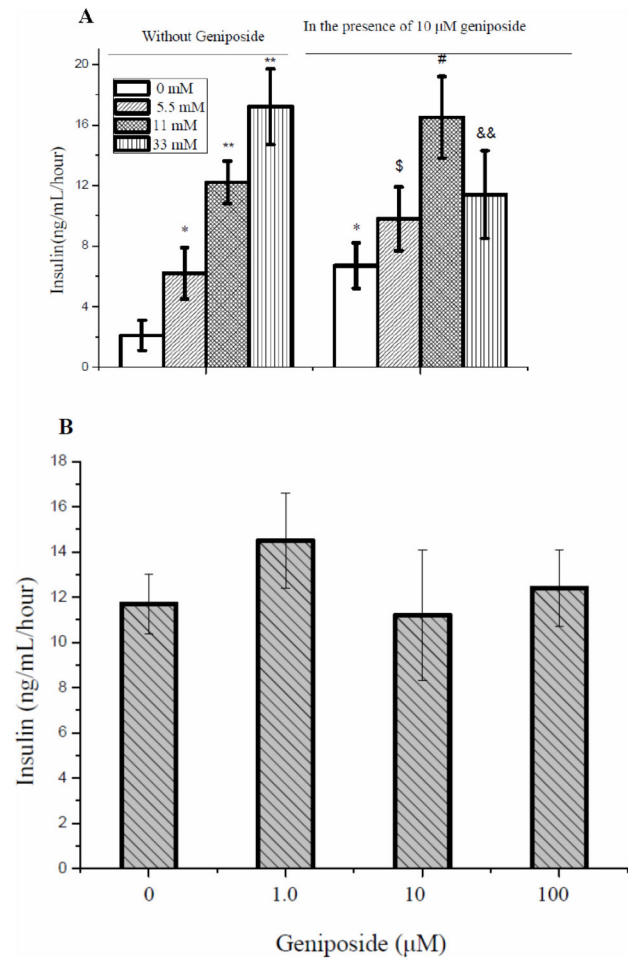 A
Without Geniposide
In the presence of 10 μM geniposide
Insulin(ng/mL/hour)
20
16
12
8
4
0
0 mM
5.5 mM
11 mM
33 mM
*
**
**
*
$
#
&&
B
Insulin (ng/mL/hour)
18
16
14
12
10
8
6
4
2
0
0 1.0 10 100
Geniposide (μM)